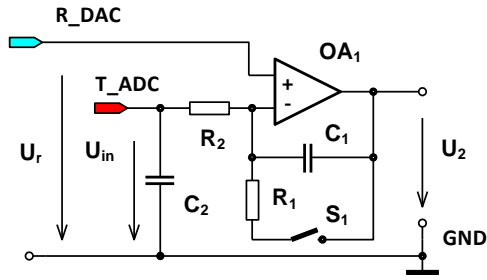 R_DAC
OA1
T_ADC
+
-
R2
C1
Ur
Uin
U2
C2
R1
S1
GND